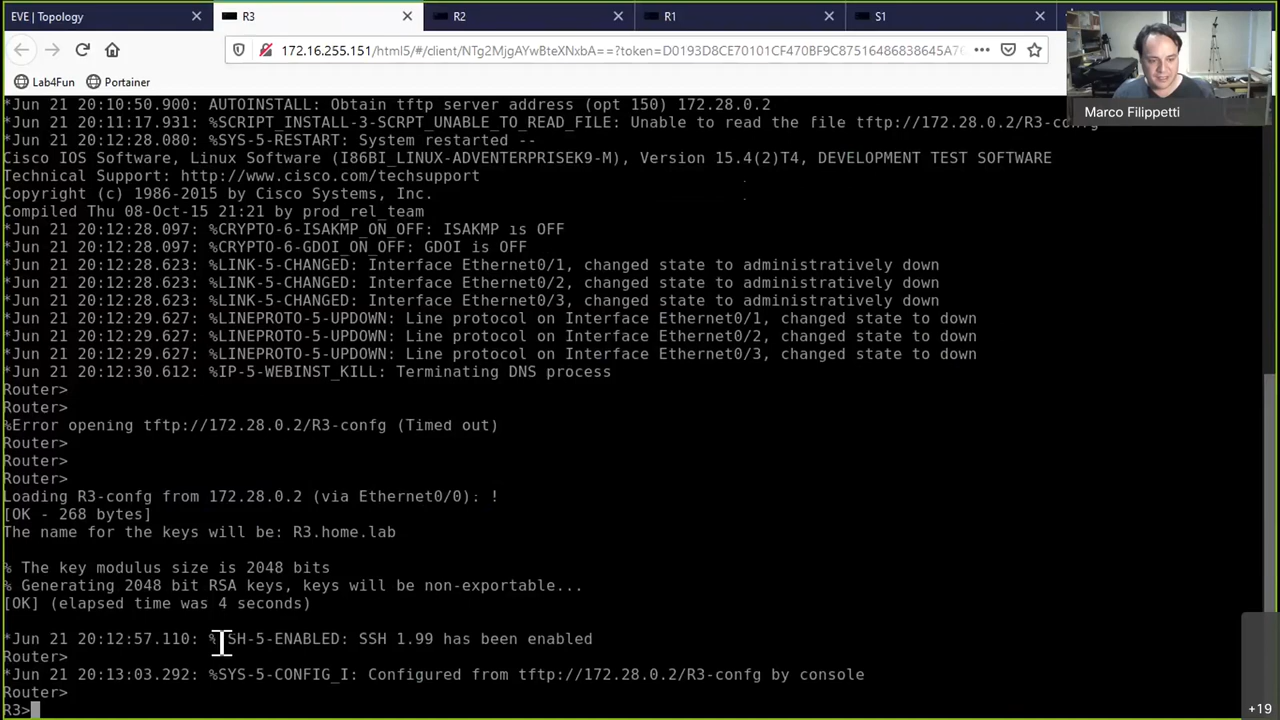 EVE | Topology
R3
R2
R1
S1
172.16.255.151/html5/#/client/NTg2MjgAYwBteXNxbA==?token=D0193D8CE70101CF470BF9C87516486838645A76
Lab4Fun
Portainer
Marco Filippetti
*Jun 21 20:10:50.900: AUTOINSTALL: Obtain tftp server address (opt 150) 172.28.0.2
*Jun 21 20:11:17.931: %SCRIPT_INSTALL-3-SCRPT_UNABLE_TO_READ_FILE: Unable to read the file tftp://172.28.0.2/R3-confg
*Jun 21 20:12:28.080: %SYS-5-RESTART: System restarted --
Cisco IOS Software, Linux Software (I86BI_LINUX-ADVENTERPRISEK9-M), Version 15.4(2)T4, DEVELOPMENT TEST SOFTWARE
Technical Support: http://www.cisco.com/techsupport
Copyright (c) 1986-2015 by Cisco Systems, Inc.
Compiled Thu 08-Oct-15 21:21 by prod_rel_team
*Jun 21 20:12:28.097: %CRYPTO-6-ISAKMP_ON_OFF: ISAKMP is OFF
*Jun 21 20:12:28.097: %CRYPTO-6-GDOI_ON_OFF: GDOI is OFF
*Jun 21 20:12:28.623: %LINK-5-CHANGED: Interface Ethernet0/1, changed state to administratively down
*Jun 21 20:12:28.623: %LINK-5-CHANGED: Interface Ethernet0/2, changed state to administratively down
*Jun 21 20:12:28.623: %LINK-5-CHANGED: Interface Ethernet0/3, changed state to administratively down
*Jun 21 20:12:29.627: %LINEPROTO-5-UPDOWN: Line protocol on Interface Ethernet0/1, changed state to down
*Jun 21 20:12:29.627: %LINEPROTO-5-UPDOWN: Line protocol on Interface Ethernet0/2, changed state to down
*Jun 21 20:12:29.627: %LINEPROTO-5-UPDOWN: Line protocol on Interface Ethernet0/3, changed state to down
*Jun 21 20:12:30.612: %IP-5-WEBINST_KILL: Terminating DNS process
Router>
Router>
%Error opening tftp://172.28.0.2/R3-confg (Timed out)
Router>
Router>
Router>
Loading R3-confg from 172.28.0.2 (via Ethernet0/0): !
[OK - 268 bytes]
The name for the keys will be: R3.home.lab
% The key modulus size is 2048 bits
% Generating 2048 bit RSA keys, keys will be non-exportable...
[OK] (elapsed time was 4 seconds)
*Jun 21 20:12:57.110: %SSH-5-ENABLED: SSH 1.99 has been enabled
Router>
*Jun 21 20:13:03.292: %SYS-5-CONFIG_I: Configured from tftp://172.28.0.2/R3-confg by console
Router>
R3>
+19